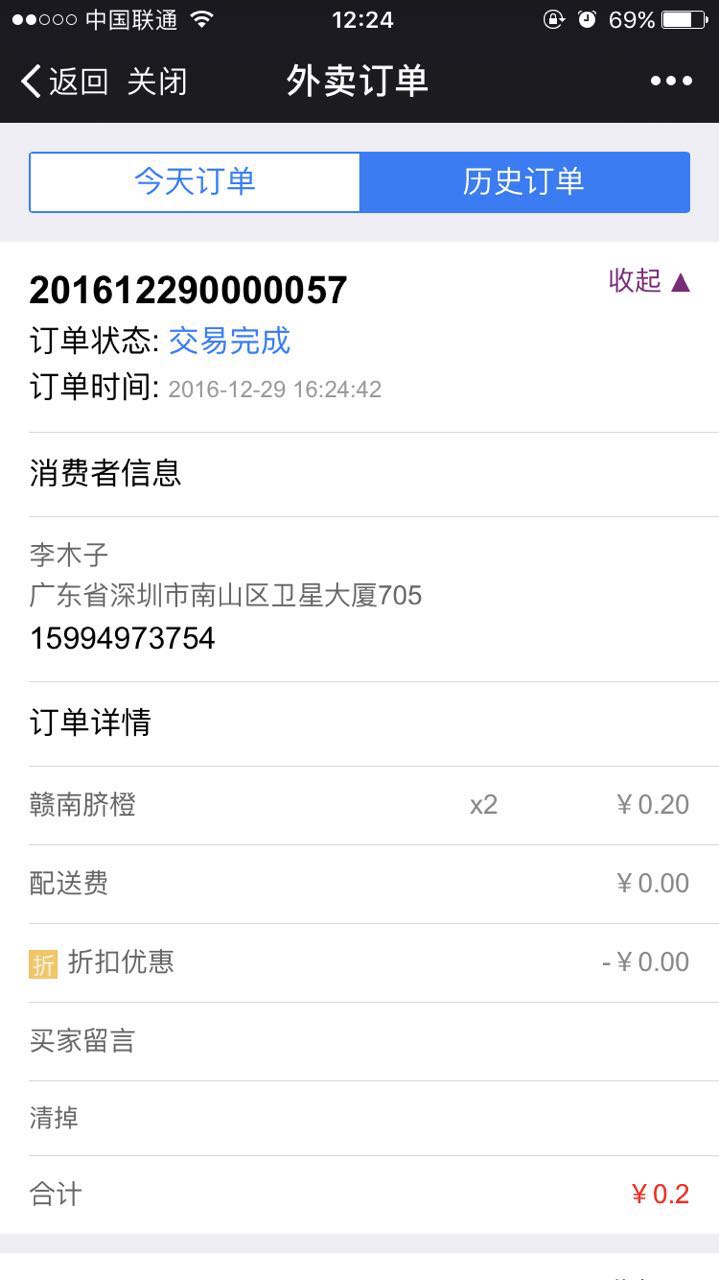 中国联通 12:24 69%
返回 关闭 外卖订单
今天订单 历史订单
201612290000057 收起 ▲
订单状态: 交易完成
订单时间: 2016-12-29 16:24:42
消费者信息
李木子
广东省深圳市南山区卫星大厦705
15994973754
订单详情
赣南脐橙 x2 ￥0.20
配送费 ￥0.00
折 折扣优惠 -￥0.00
买家留言
清掉
合计 ￥0.2